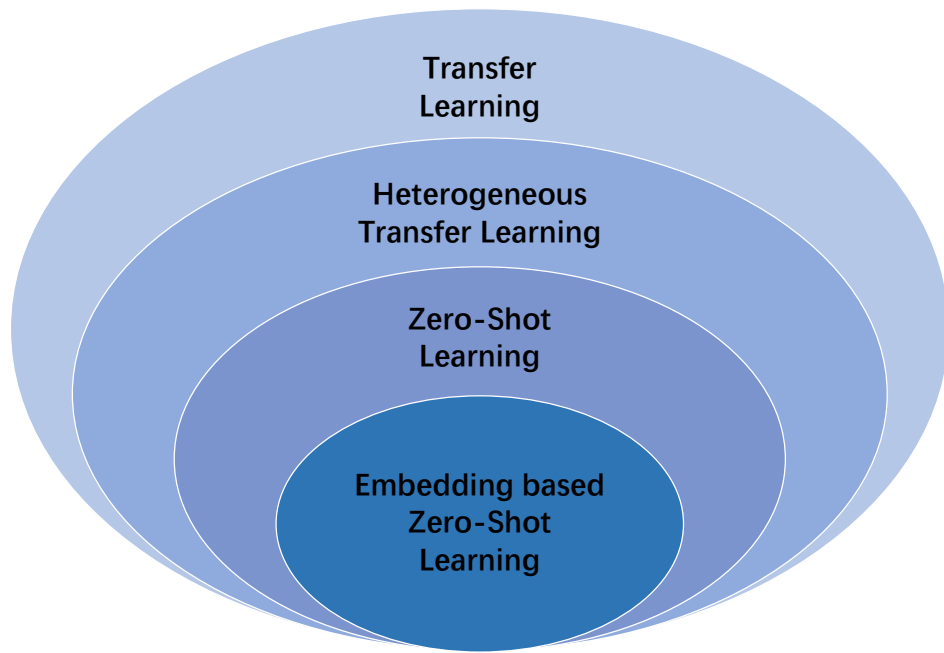 Transfer
Learning
Heterogeneous
Transfer Learning
Zero-Shot
Learning
Embedding based
Zero-Shot
Learning